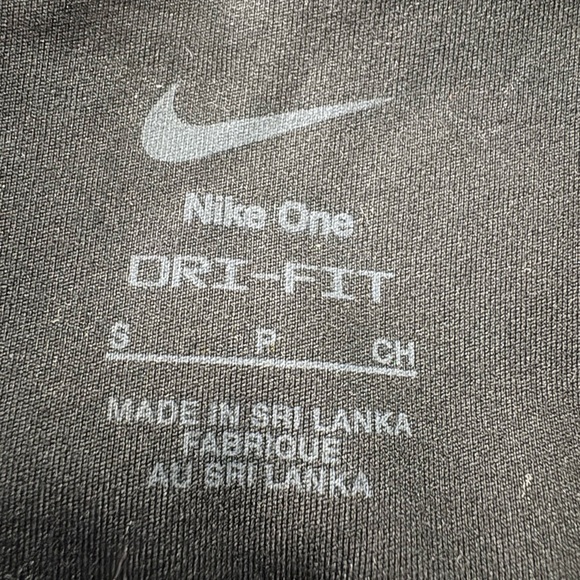 Nike One
DRI-FIT
S P CH
MADE IN SRI LANKA
FABRIQUE
AU SRI LANKA